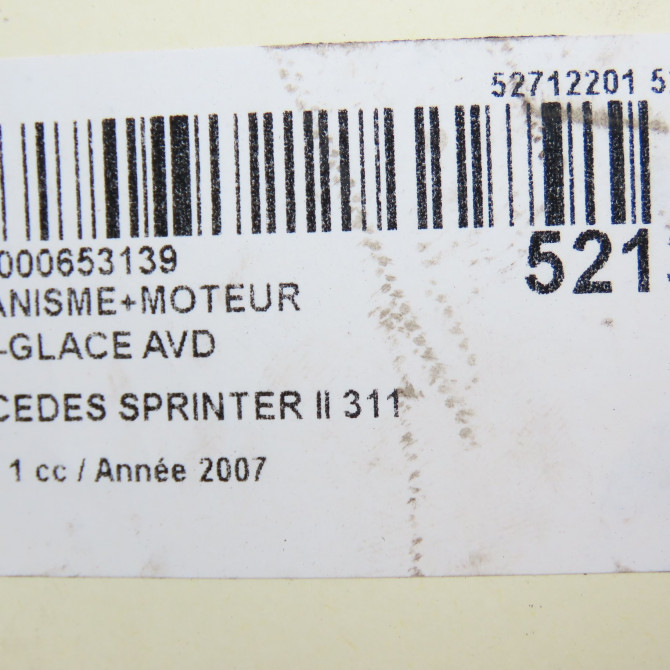 52712201 5
000653139
521
ANISME+MOTEUR
-GLACE AVD
CEDES SPRINTER II 311
1 cc / Année 2007